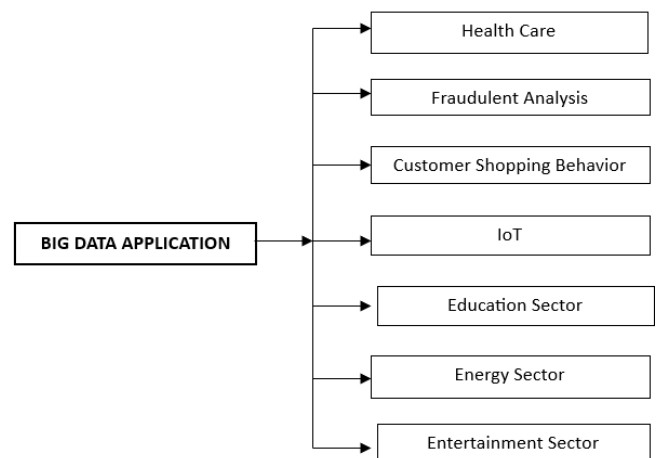 Health Care
Fraudulent Analysis
Customer Shopping Behavior
BIG DATA APPLICATION
IoT
Education Sector
Energy Sector
Entertainment Sector